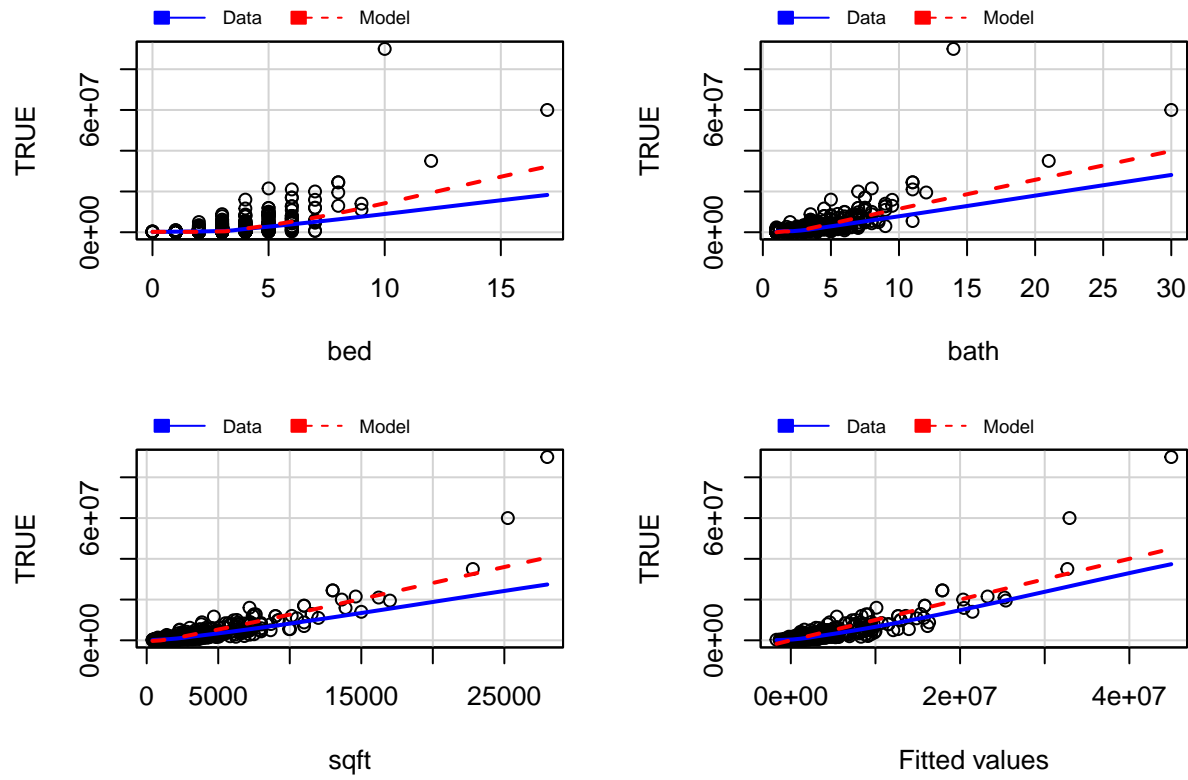 Data Model
TRUE
0e+00 6e+07
0 5 10 15
bed
Data Model
TRUE
0e+00 6e+07
0 5 10 15 20 25 30
bath
Data Model
TRUE
0e+00 6e+07
0 5000 15000 25000
sqft
Data Model
TRUE
0e+00 6e+07
0e+00 2e+07 4e+07
Fitted values